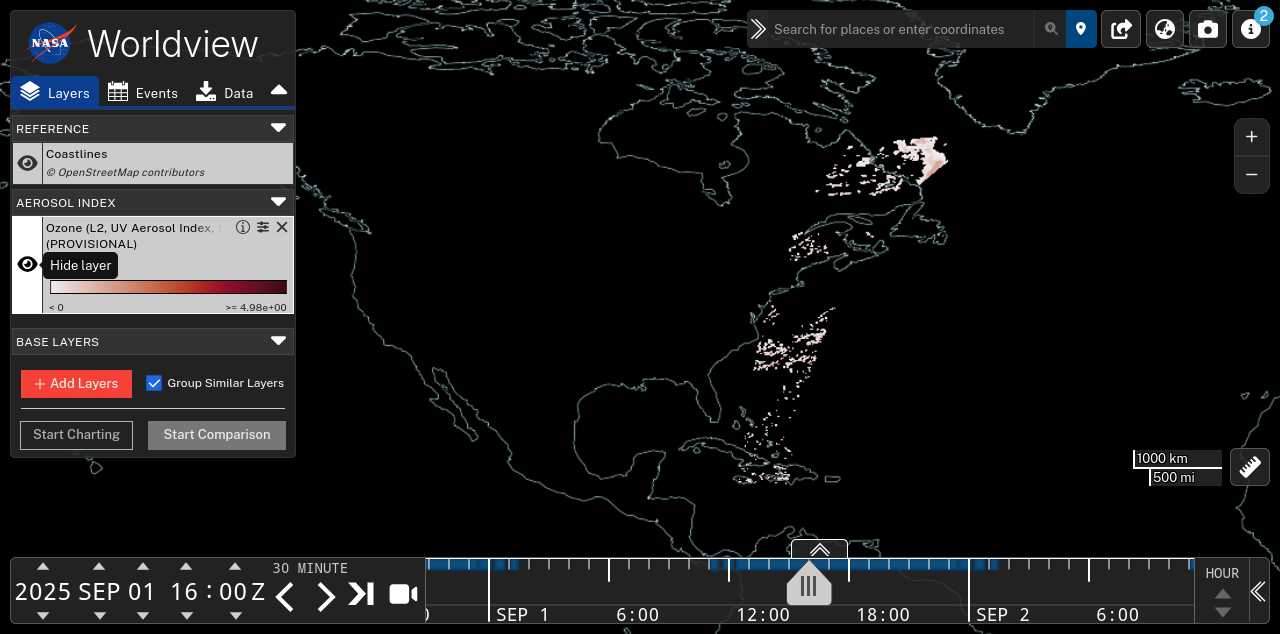 NASA
Worldview
Layers
Events
Data
REFERENCE
Coastlines
© OpenStreetMap contributors
AEROSOL INDEX
Ozone (L2, UV Aerosol Index,
(PROVISIONAL)
Hide layer
< 0
>= 4.98e+00
BASE LAYERS
+ Add Layers
Group Similar Layers
Start Charting
Start Comparison
Search for places or enter coordinates
2
+
−
1000 km
500 mi
2025 SEP 01 16 : 00 Z
30 MINUTE
SEP 1
6:00
12:00
18:00
SEP 2
6:00
HOUR